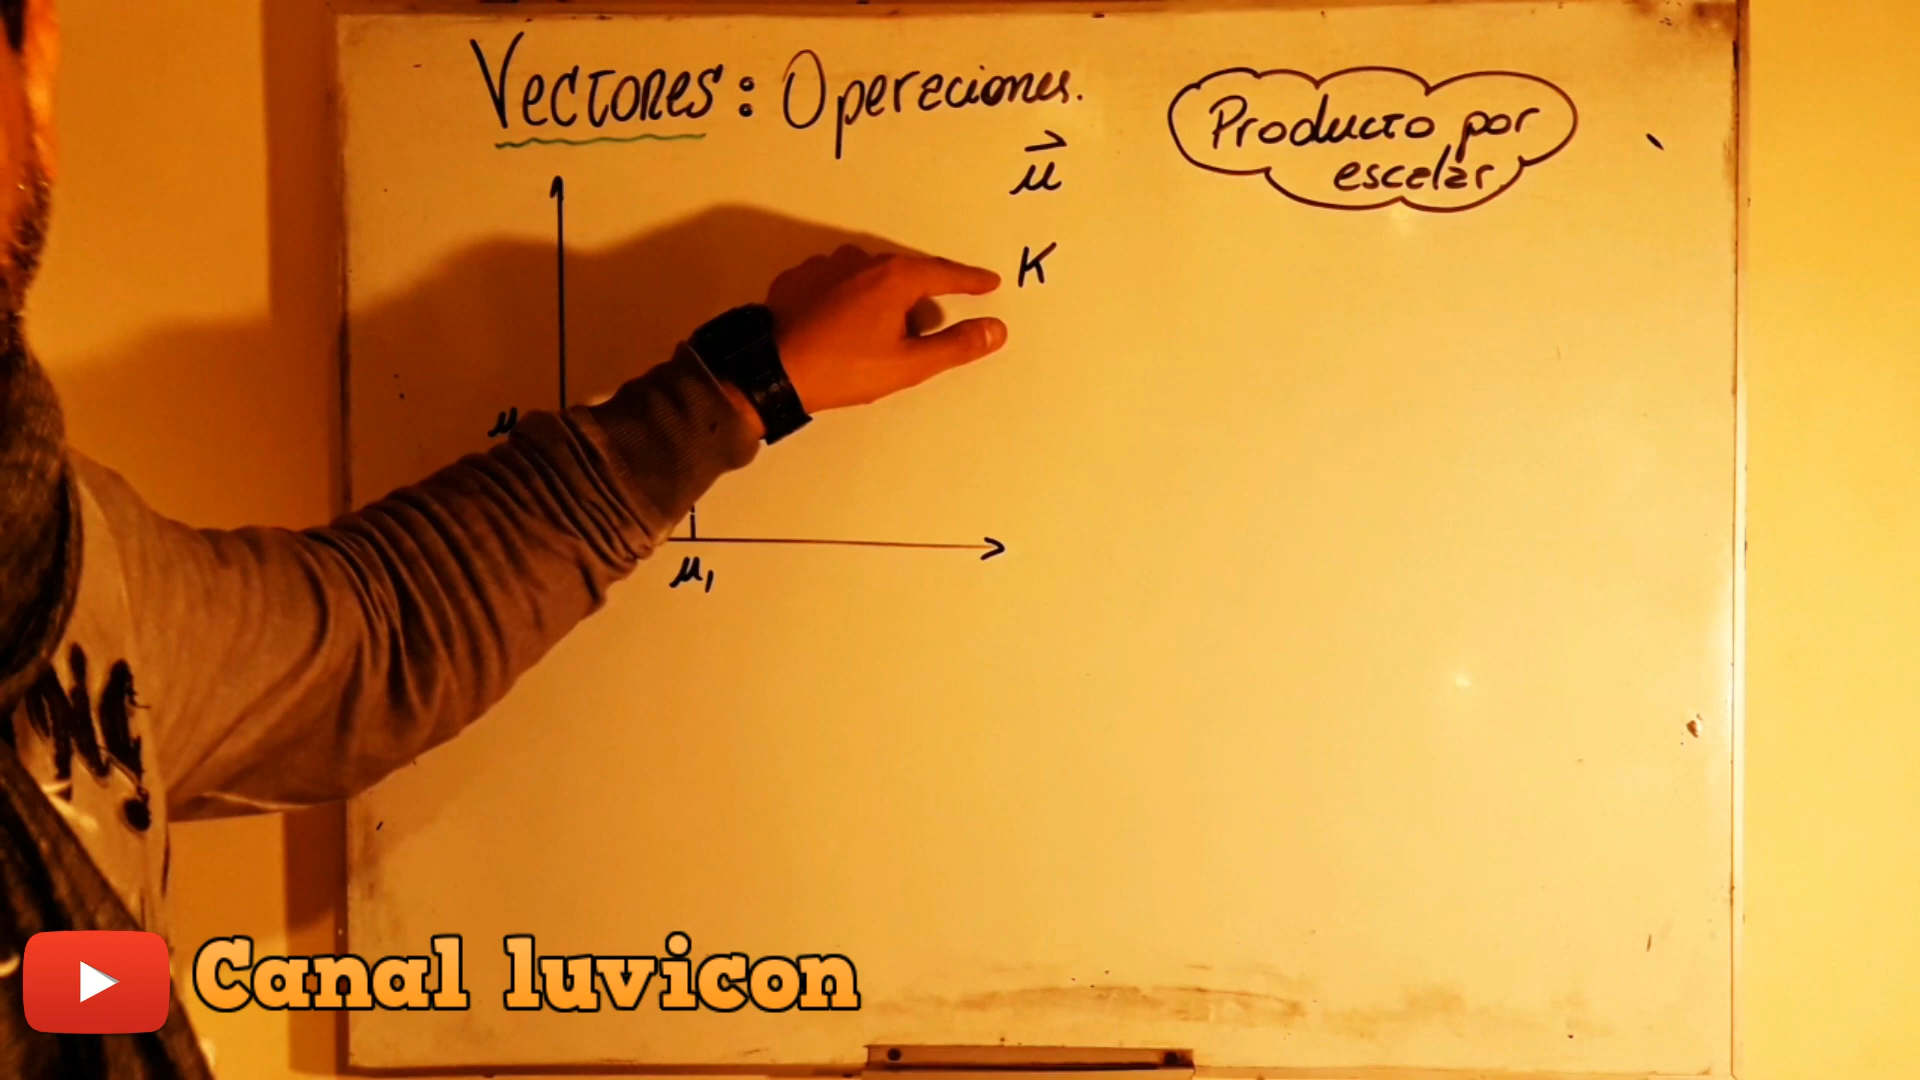 Vectores: Operaciones.
Producto por
escalar
u
K
u
u₁
Canal luvicon